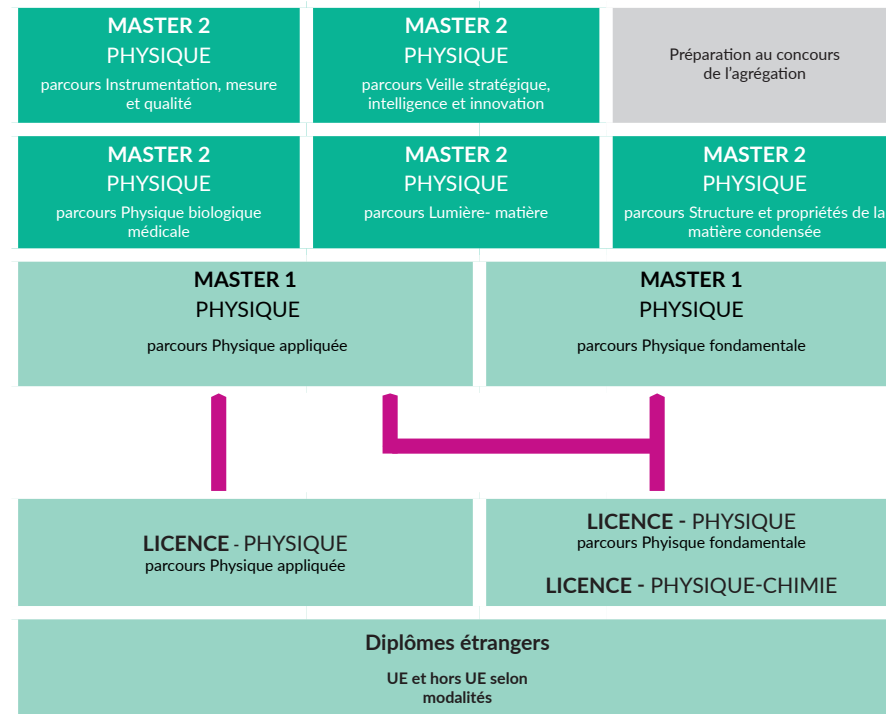 MASTER 2
PHYSIQUE
parcours Instrumentation, mesure
et qualité
MASTER 2
PHYSIQUE
parcours Veille stratégique,
intelligence et innovation
Préparation au concours
de l'agrégation
MASTER 2
PHYSIQUE
parcours Physique biologique
médicale
MASTER 2
PHYSIQUE
parcours Lumière- matière
MASTER 2
PHYSIQUE
parcours Structure et propriétés de la
matière condensée
MASTER 1
PHYSIQUE
parcours Physique appliquée
MASTER 1
PHYSIQUE
parcours Physique fondamentale
LICENCE - PHYSIQUE
parcours Physique appliquée
LICENCE - PHYSIQUE
parcours Phyisque fondamentale
LICENCE - PHYSIQUE-CHIMIE
Diplômes étrangers
UE et hors UE selon
modalités